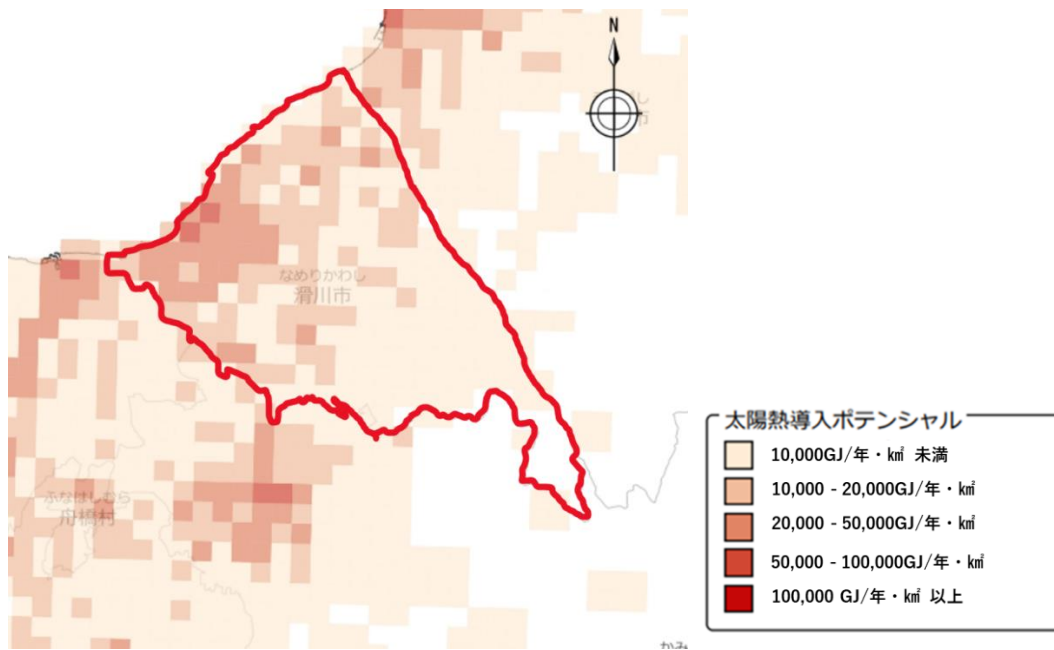 N
なめりかわし
滑川市
ふなはしむら
舟橋村
太陽熱導入ポテンシャル
10,000GJ/年・㎢ 未満
10,000 - 20,000GJ/年・㎢
20,000 - 50,000GJ/年・㎢
50,000 - 100,000GJ/年・㎢
100,000 GJ/年・㎢ 以上